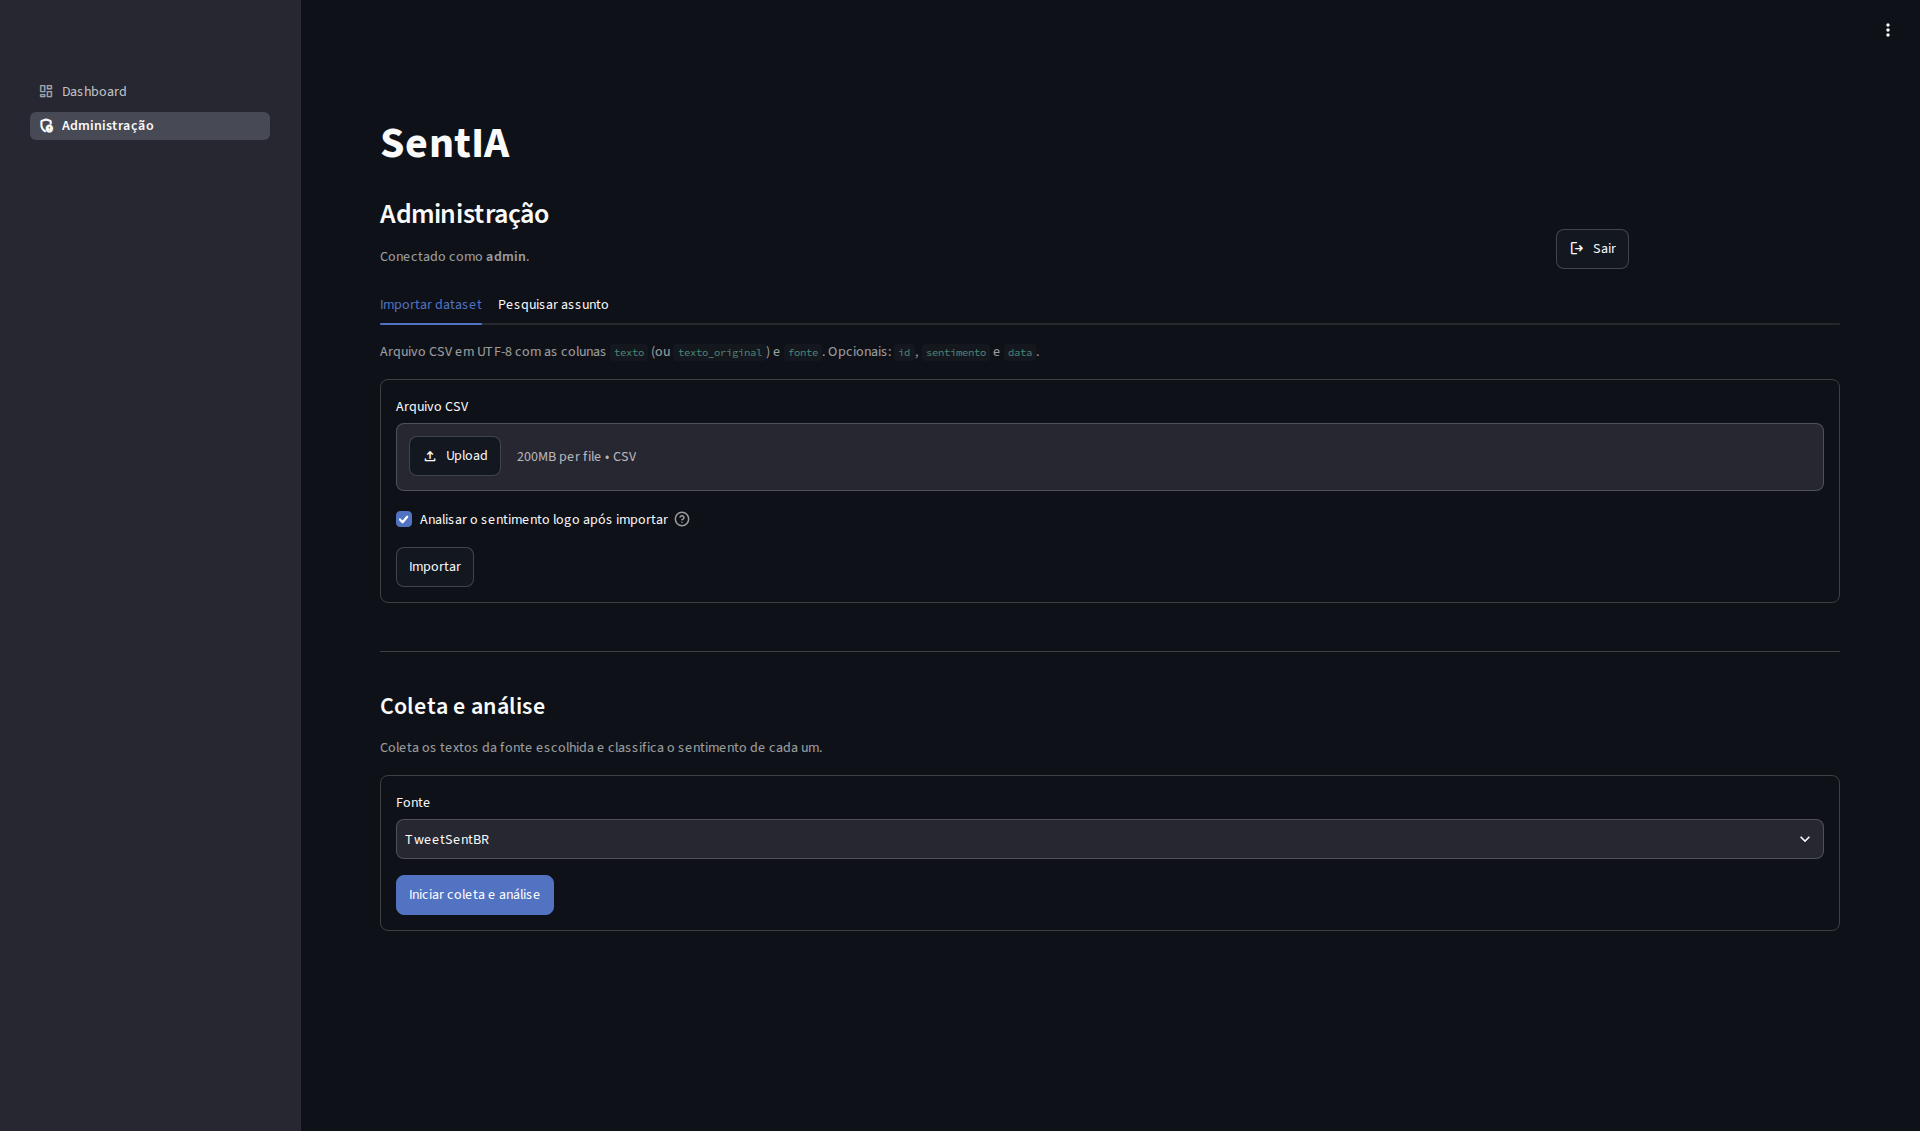 Dashboard
Administração
SentIA
Administração
Conectado como admin.
Sair
Importar dataset
Pesquisar assunto
Arquivo CSV em UTF-8 com as colunas texto (ou texto_original) e fonte. Opcionais: id, sentimento e data.
Arquivo CSV
Upload
200MB per file • CSV
Analisar o sentimento logo após importar
Importar
Coleta e análise
Coleta os textos da fonte escolhida e classifica o sentimento de cada um.
Fonte
TweetSentBR
Iniciar coleta e análise